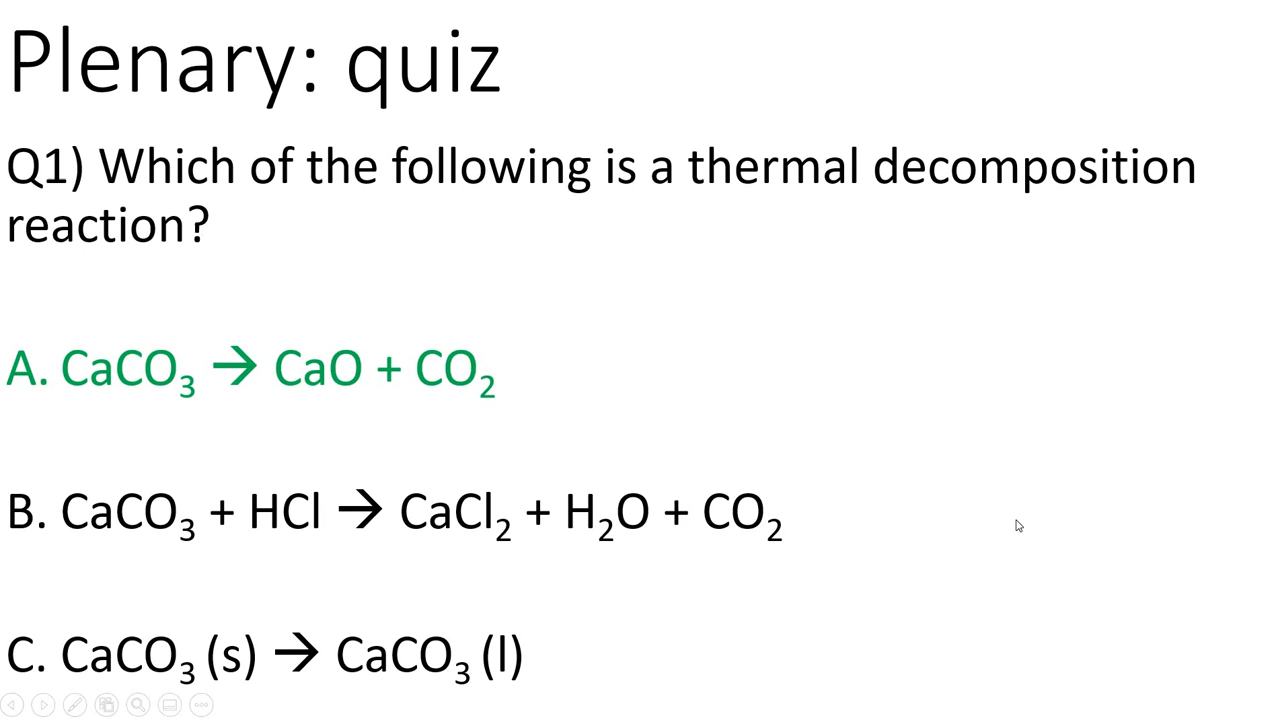 Plenary: quiz
Q1) Which of the following is a thermal decomposition
reaction?
A. CaCO₃ → CaO + CO₂
B. CaCO₃ + HCl → CaCl₂ + H₂O + CO₂
C. CaCO₃ (s) → CaCO₃ (l)